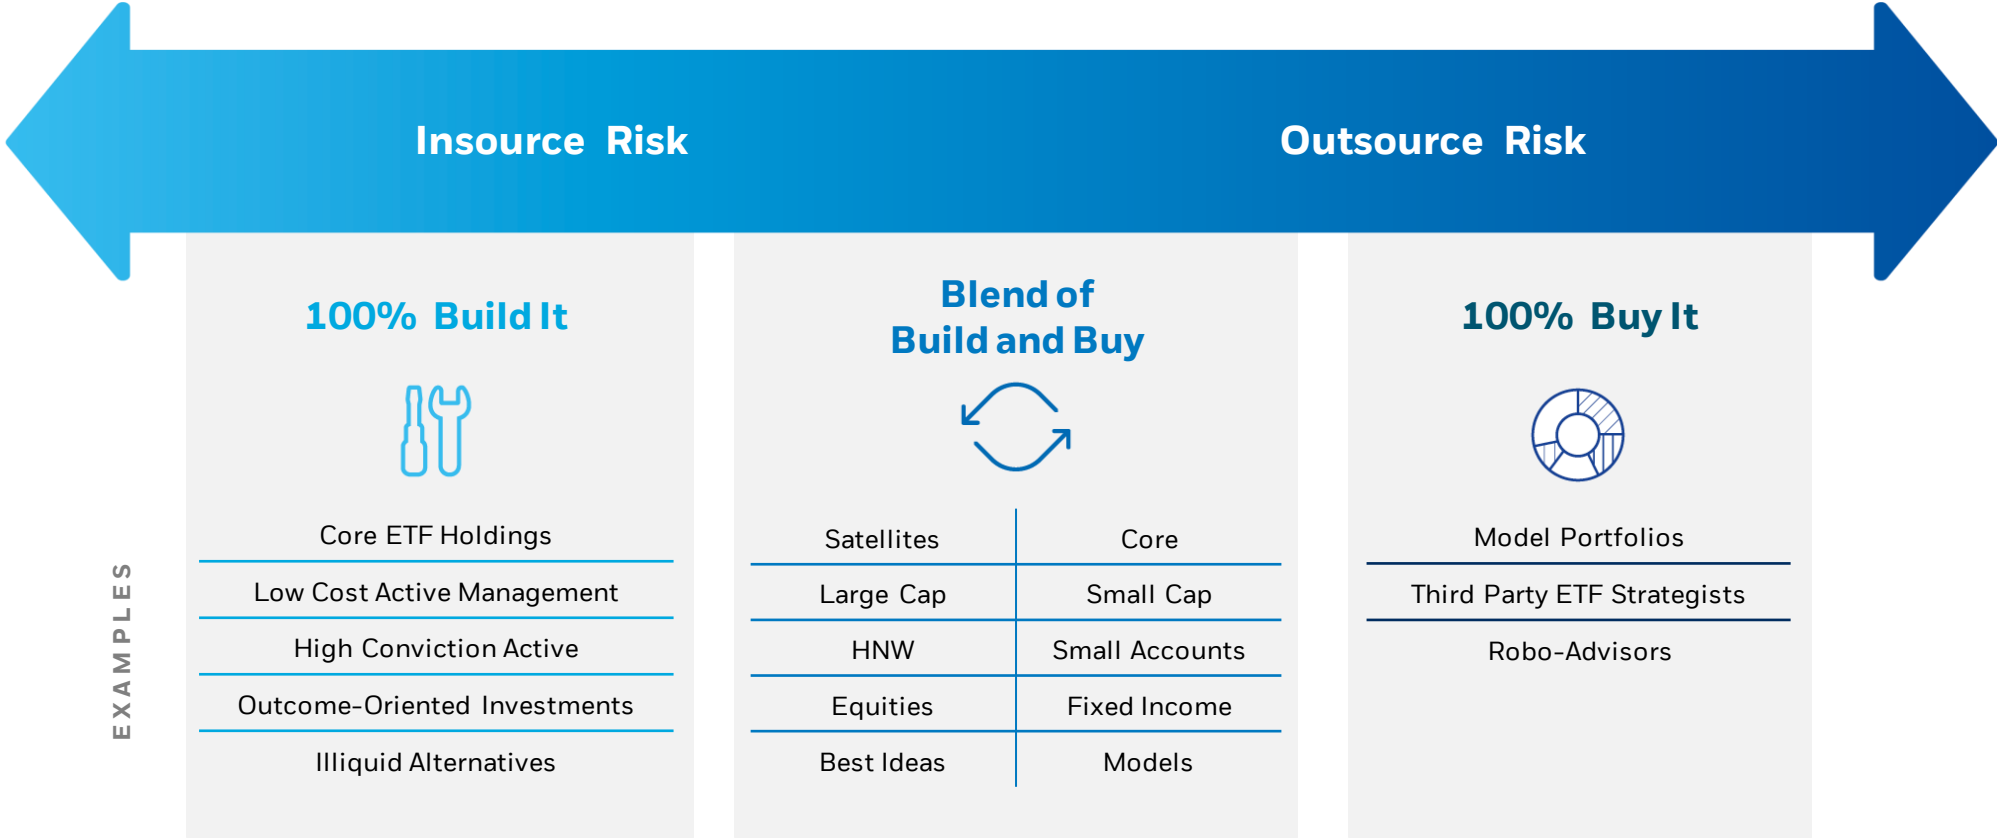 Insource Risk
Outsource Risk
100% Build It
Blend of
Build and Buy
100% Buy It
EXAMPLES
Core ETF Holdings
Low Cost Active Management
High Conviction Active
Outcome-Oriented Investments
Illiquid Alternatives
Satellites Core
Large Cap Small Cap
HNW Small Accounts
Equities Fixed Income
Best Ideas Models
Model Portfolios
Third Party ETF Strategists
Robo-Advisors